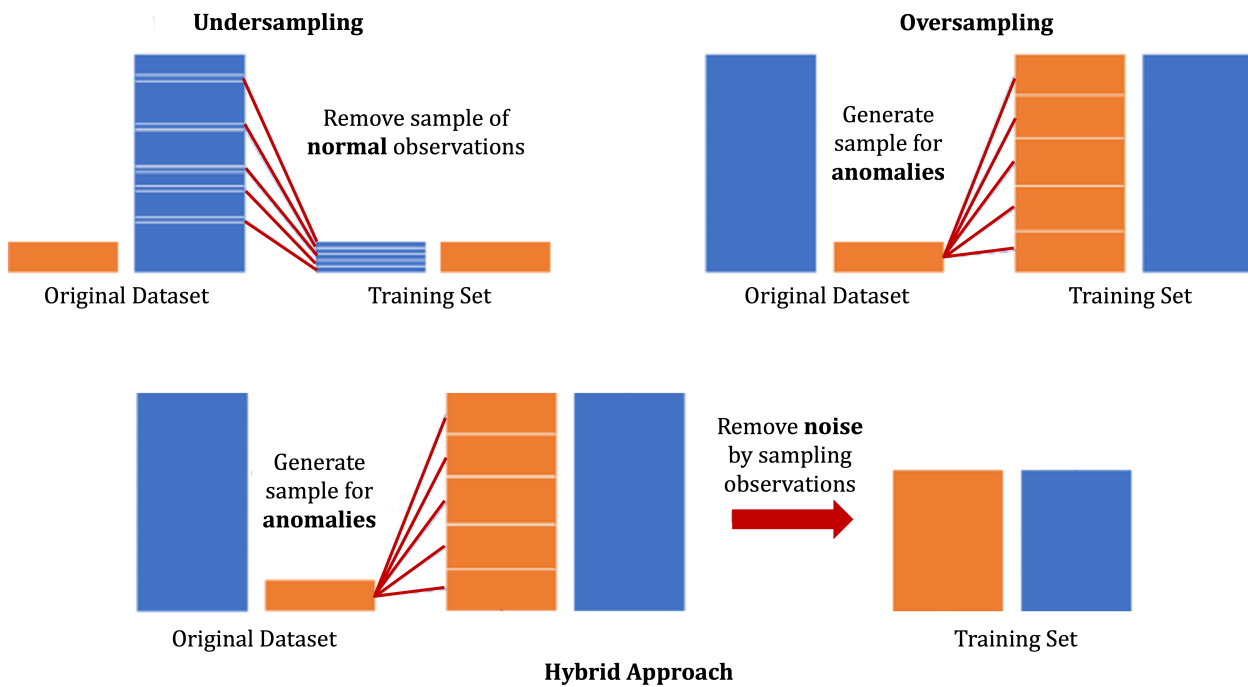 Undersampling
Remove sample of
normal observations
Original Dataset
Training Set
Oversampling
Generate
sample for
anomalies
Original Dataset
Training Set
Generate
sample for
anomalies
Original Dataset
Remove noise
by sampling
observations
Training Set
Hybrid Approach